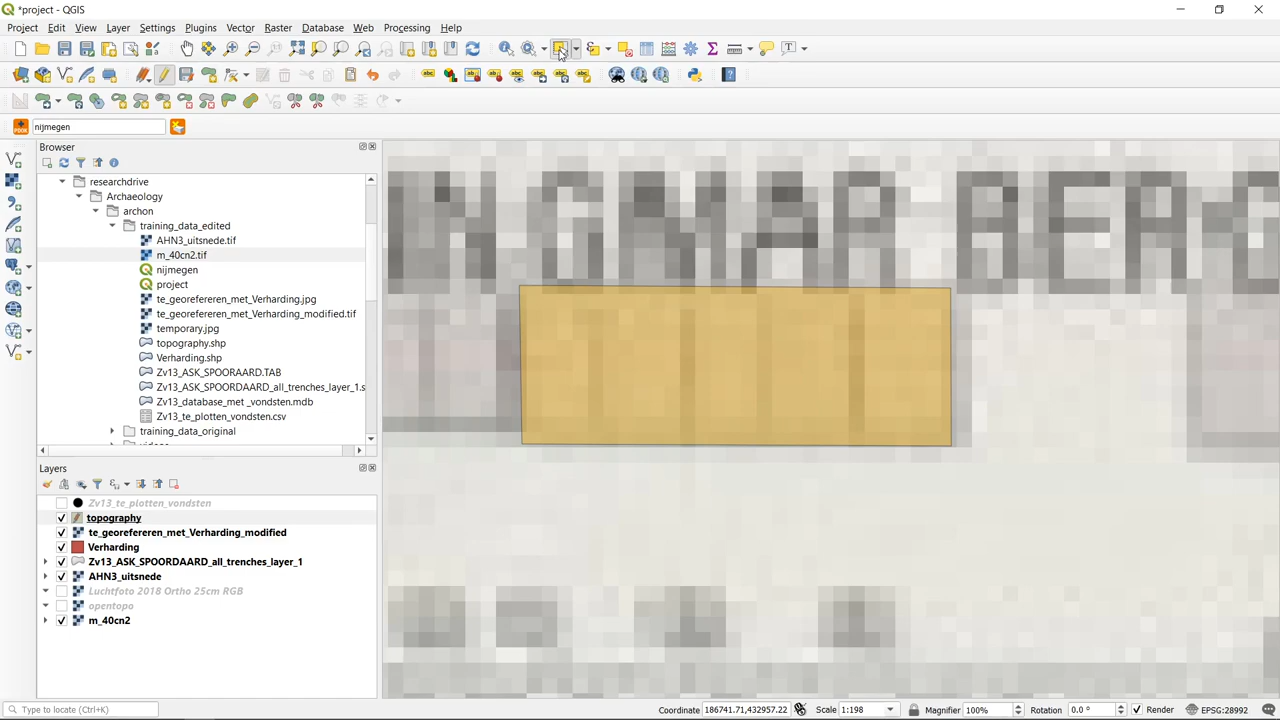 *project - QGIS
Project Edit View Layer Settings Plugins Vector Raster Database Web Processing Help
nijmegen
Browser
researchdrive
Archaeology
archon
training_data_edited
AHN3_uitsnede.tif
m_40cn2.tif
nijmegen
project
te_georefereren_met_Verharding.jpg
te_georefereren_met_Verharding_modified.tif
temporary.jpg
topography.shp
Verharding.shp
Zv13_ASK_SPOORAARD.TAB
Zv13_ASK_SPOORDAARD_all_trenches_layer_1.s
Zv13_database_met _vondsten.mdb
Zv13_te_plotten_vondsten.csv
training_data_original
Layers
Zv13_te_plotten_vondsten
topography
te_georefereren_met_Verharding_modified
Verharding
Zv13_ASK_SPOORDAARD_all_trenches_layer_1
AHN3_uitsnede
Luchtfoto 2018 Ortho 25cm RGB
opentopo
m_40cn2
Type to locate (Ctrl+K)
Coordinate 186741.71,432957.22 Scale 1:198 Magnifier 100% Rotation 0.0 ° Render EPSG:28992